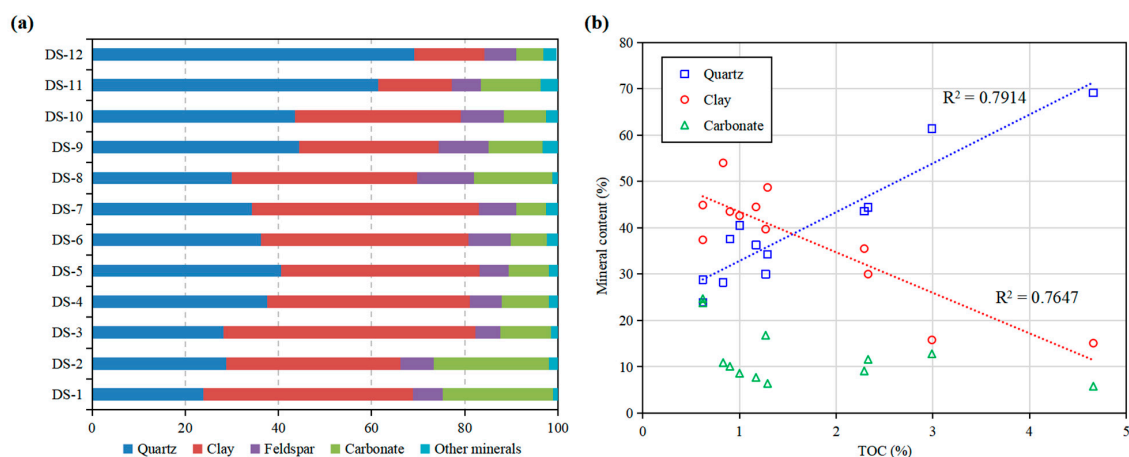 (a)
DS-12
DS-11
DS-10
DS-9
DS-8
DS-7
DS-6
DS-5
DS-4
DS-3
DS-2
DS-1
0 20 40 60 80 100
Quartz Clay Feldspar Carbonate Other minerals
(b)
80
70
60
50
40
30
20
10
0
Mineral content (%)
Quartz
Clay
Carbonate
R² = 0.7914
R² = 0.7647
0 1 2 3 4 5
TOC (%)